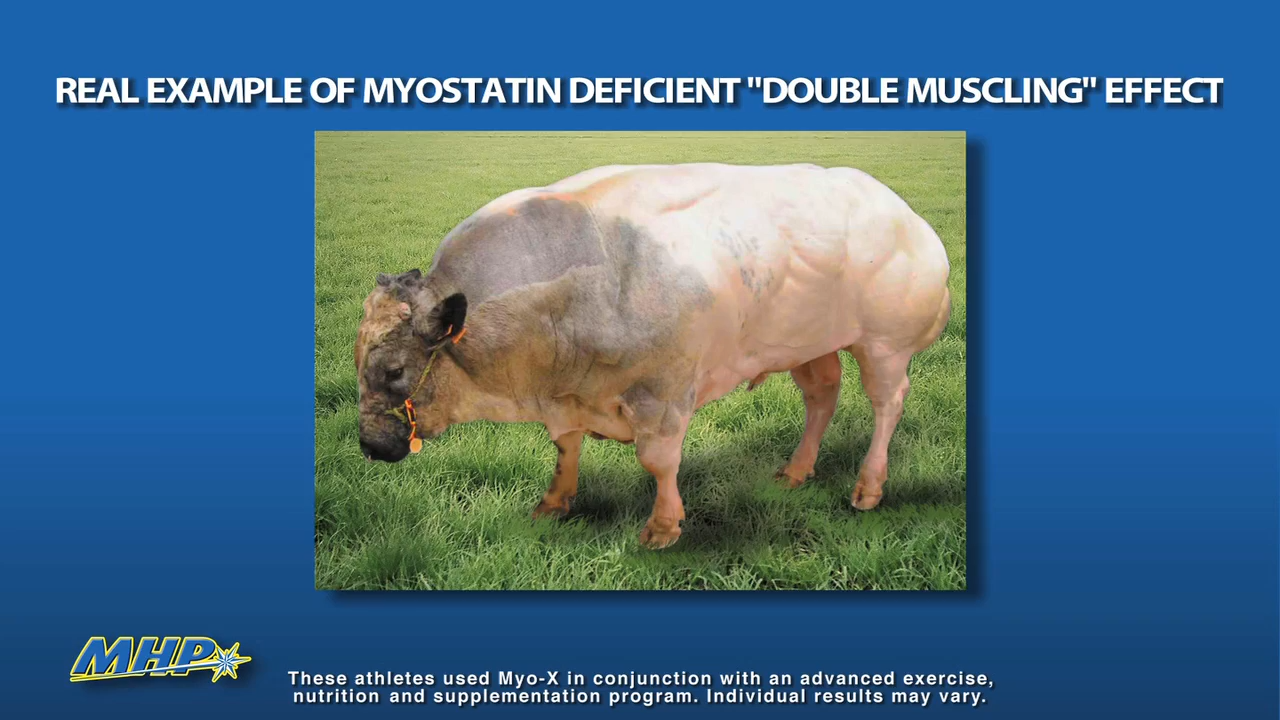 REAL EXAMPLE OF MYOSTATIN DEFICIENT "DOUBLE MUSCLING" EFFECT
MHP
These athletes used Myo-X in conjunction with an advanced exercise,
nutrition and supplementation program. Individual results may vary.